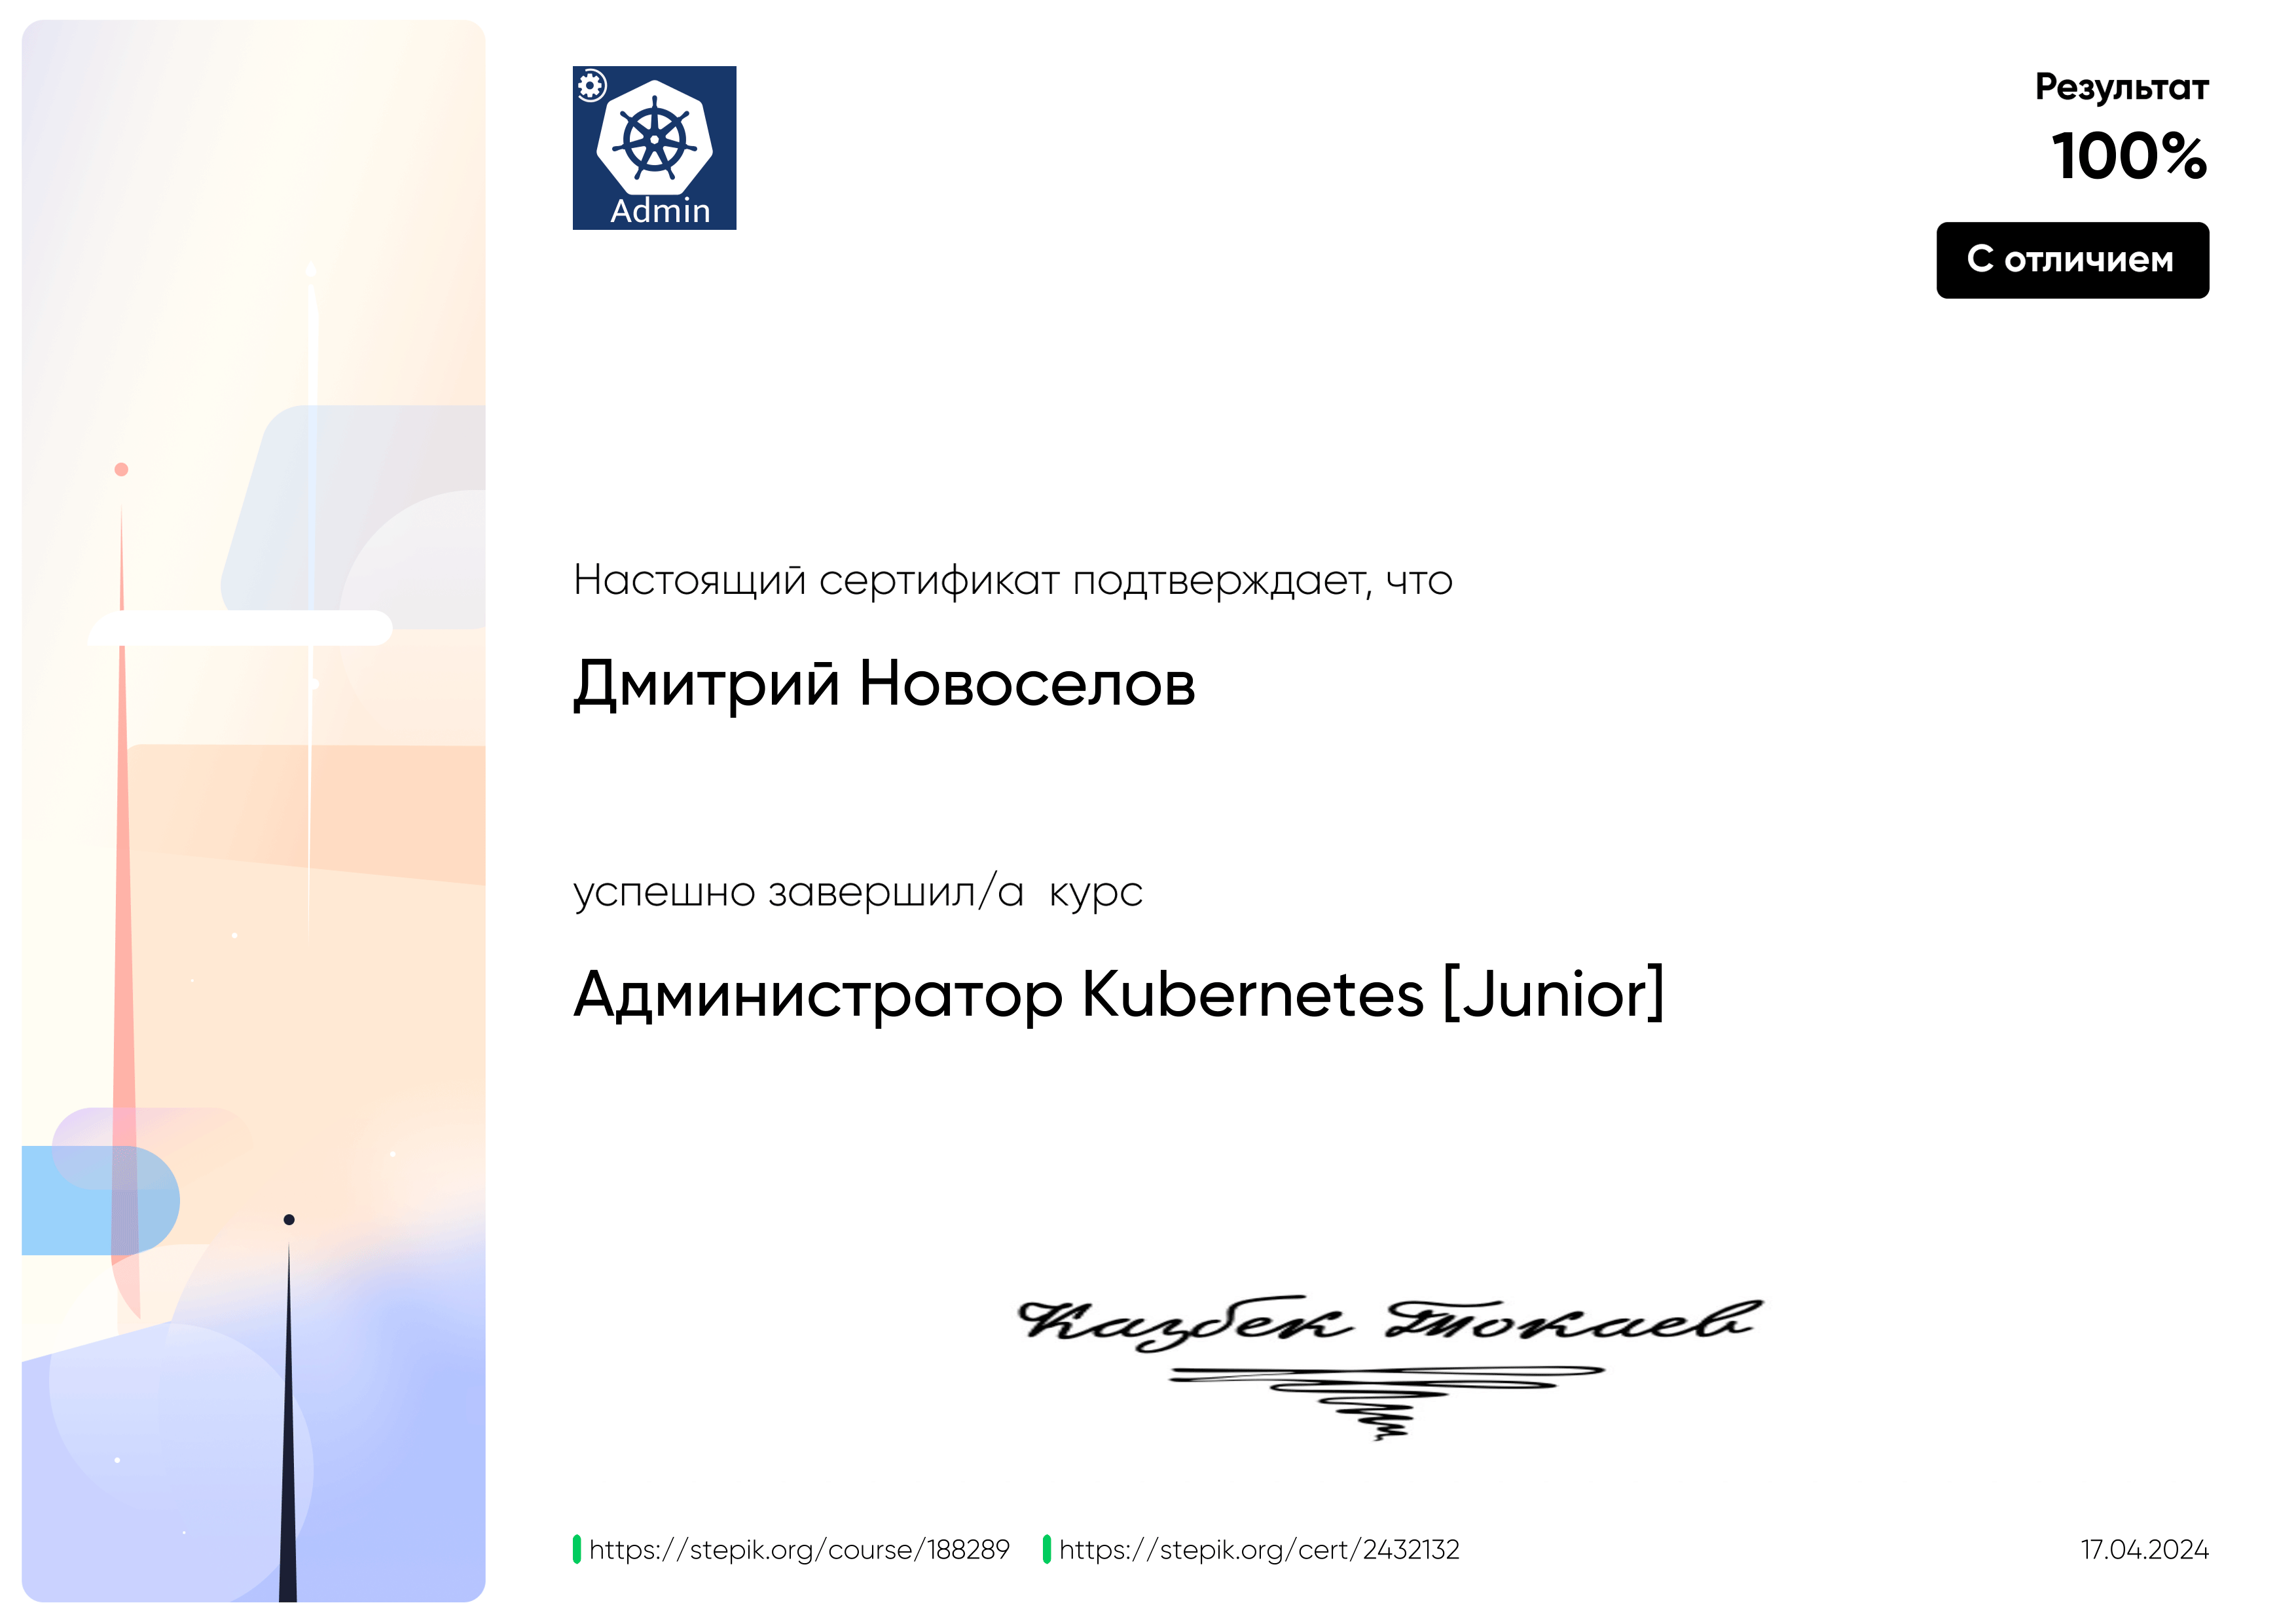 Admin
Результат
100%
С отличием
Настоящий сертификат подтверждает, что
Дмитрий Новоселов
успешно завершил/а курс
Администратор Kubernetes [Junior]
Казбек Токаев
https://stepik.org/course/188289 https://stepik.org/cert/2432132
17.04.2024